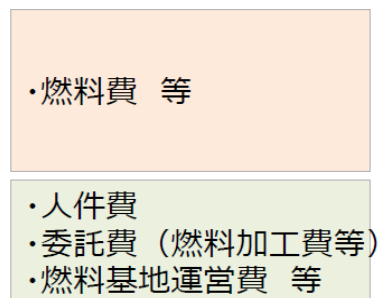 ・燃料費 等
・人件費
・委託費（燃料加工費等）
・燃料基地運営費 等